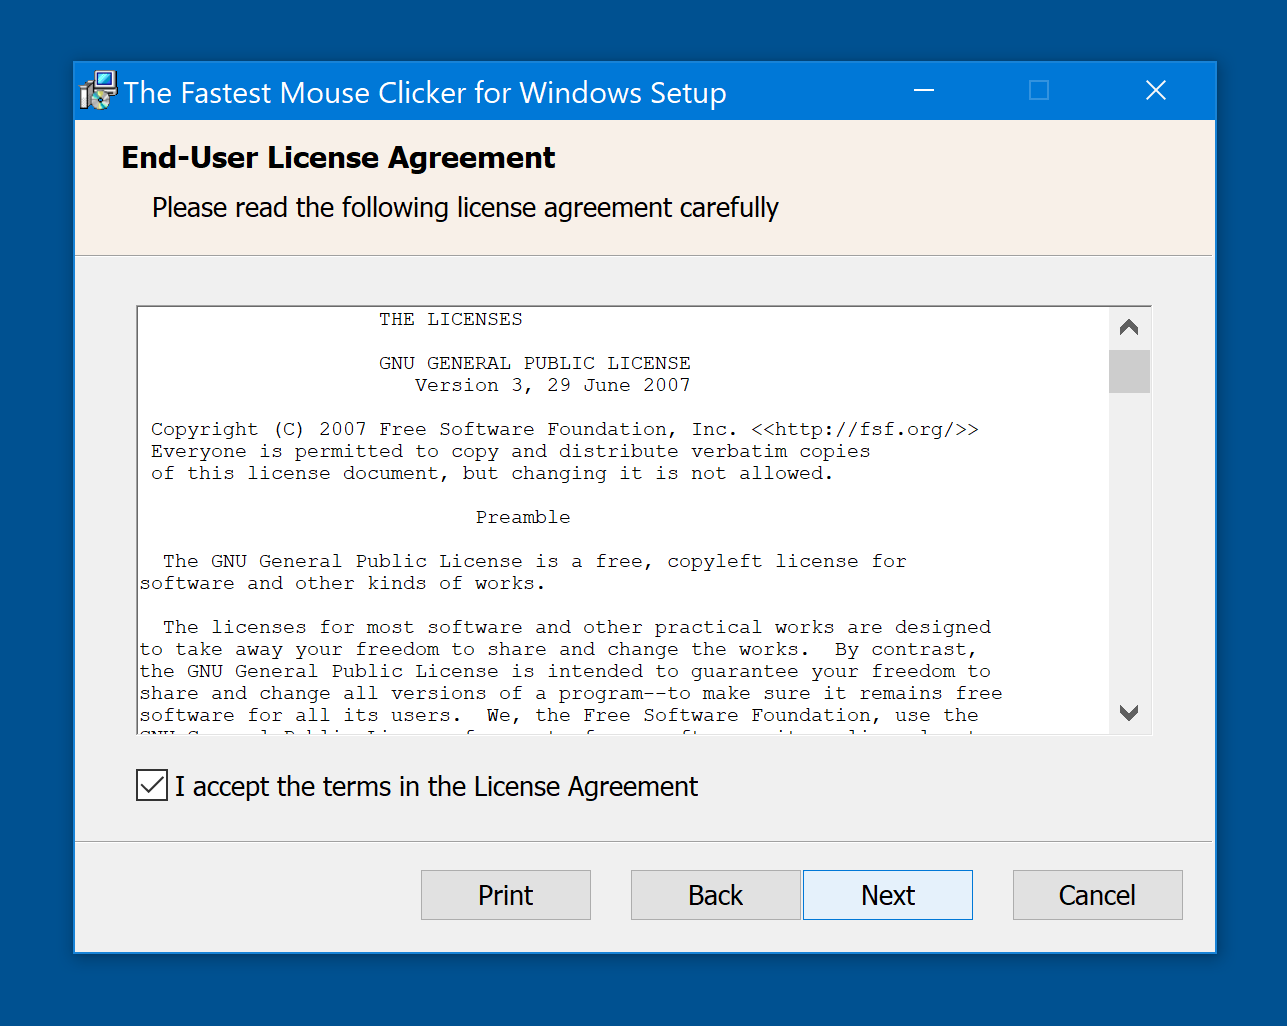 The Fastest Mouse Clicker for Windows Setup
End-User License Agreement
Please read the following license agreement carefully
THE LICENSES
GNU GENERAL PUBLIC LICENSE
Version 3, 29 June 2007
Copyright (C) 2007 Free Software Foundation, Inc. <<http://fsf.org/>>
Everyone is permitted to copy and distribute verbatim copies
of this license document, but changing it is not allowed.
Preamble
The GNU General Public License is a free, copyleft license for
software and other kinds of works.
The licenses for most software and other practical works are designed
to take away your freedom to share and change the works.  By contrast,
the GNU General Public License is intended to guarantee your freedom to
share and change all versions of a program--to make sure it remains free
software for all its users.  We, the Free Software Foundation, use the
I accept the terms in the License Agreement
Print
Back
Next
Cancel